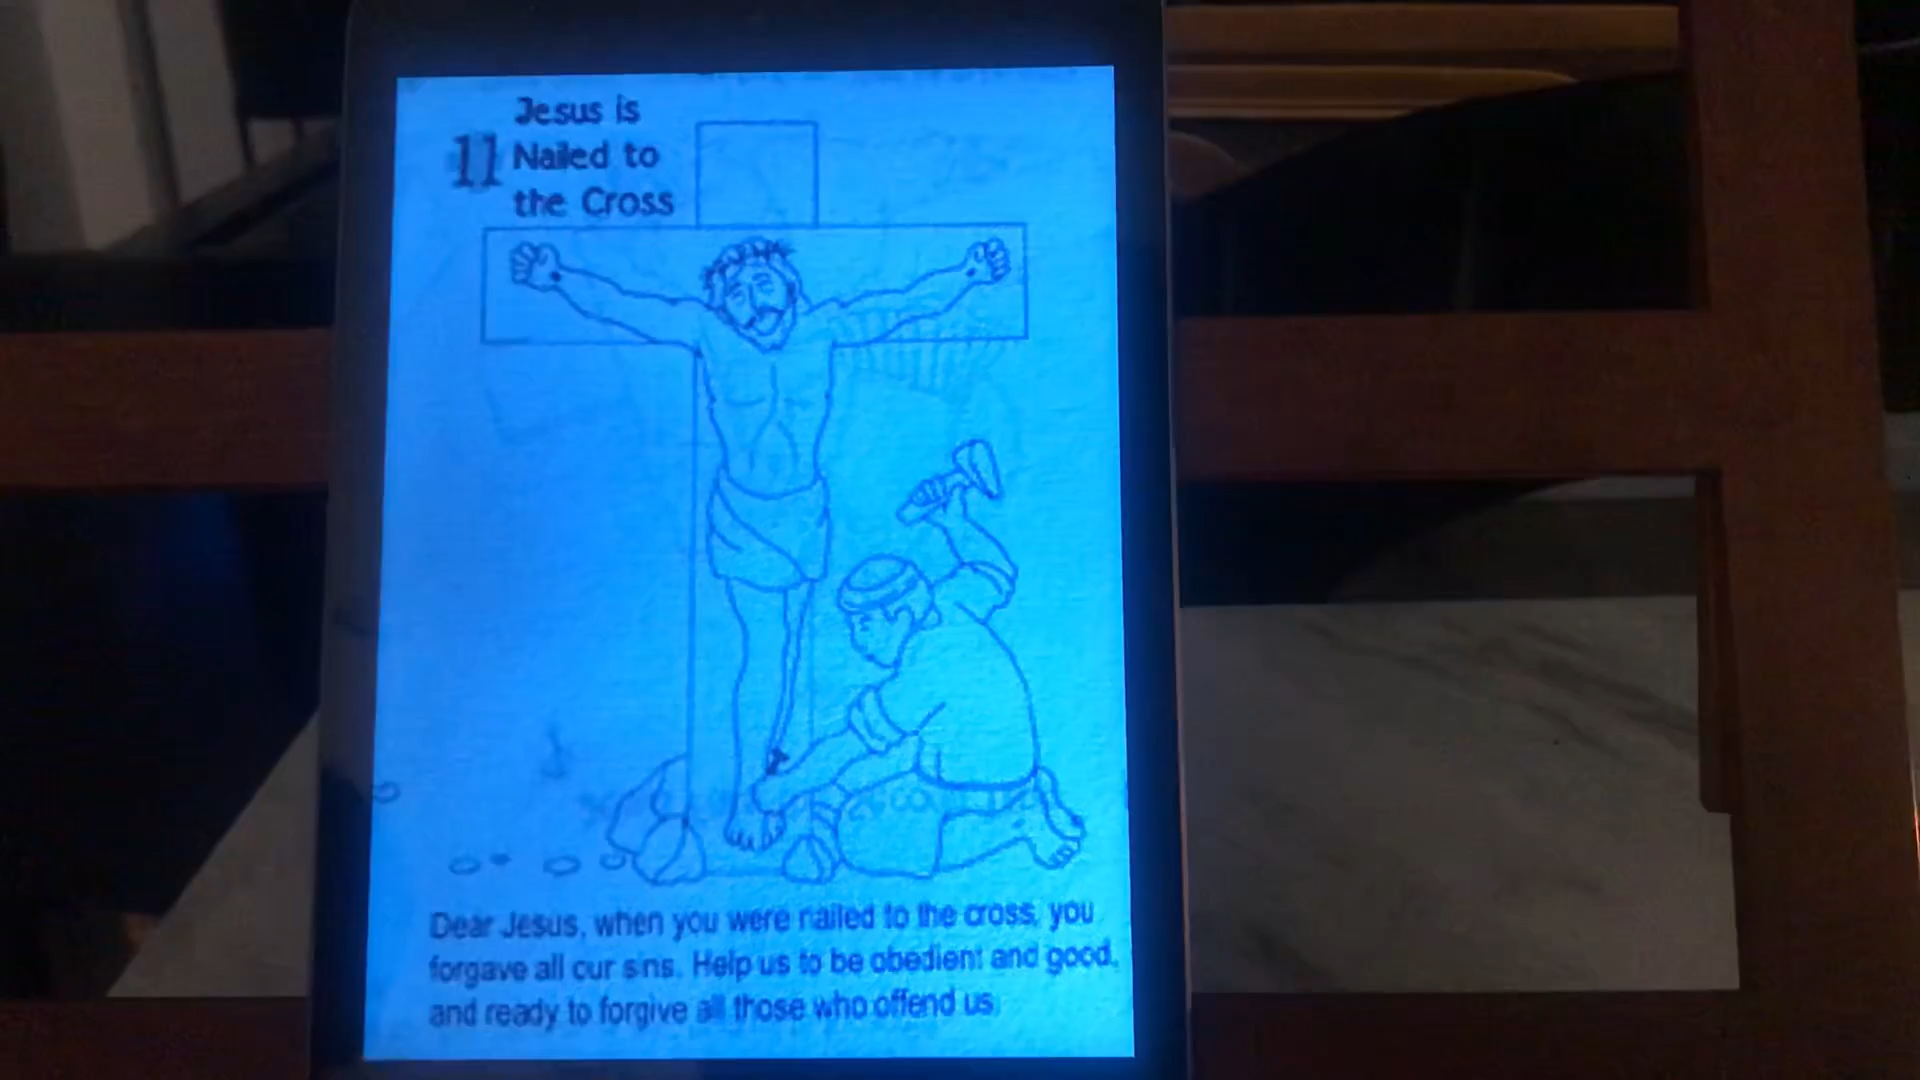 Jesus is
11 Nailed to
the Cross
Dear Jesus, when you were nailed to the cross, you
forgave all our sins. Help us to be obedient and good,
and ready to forgive all those who offend us.